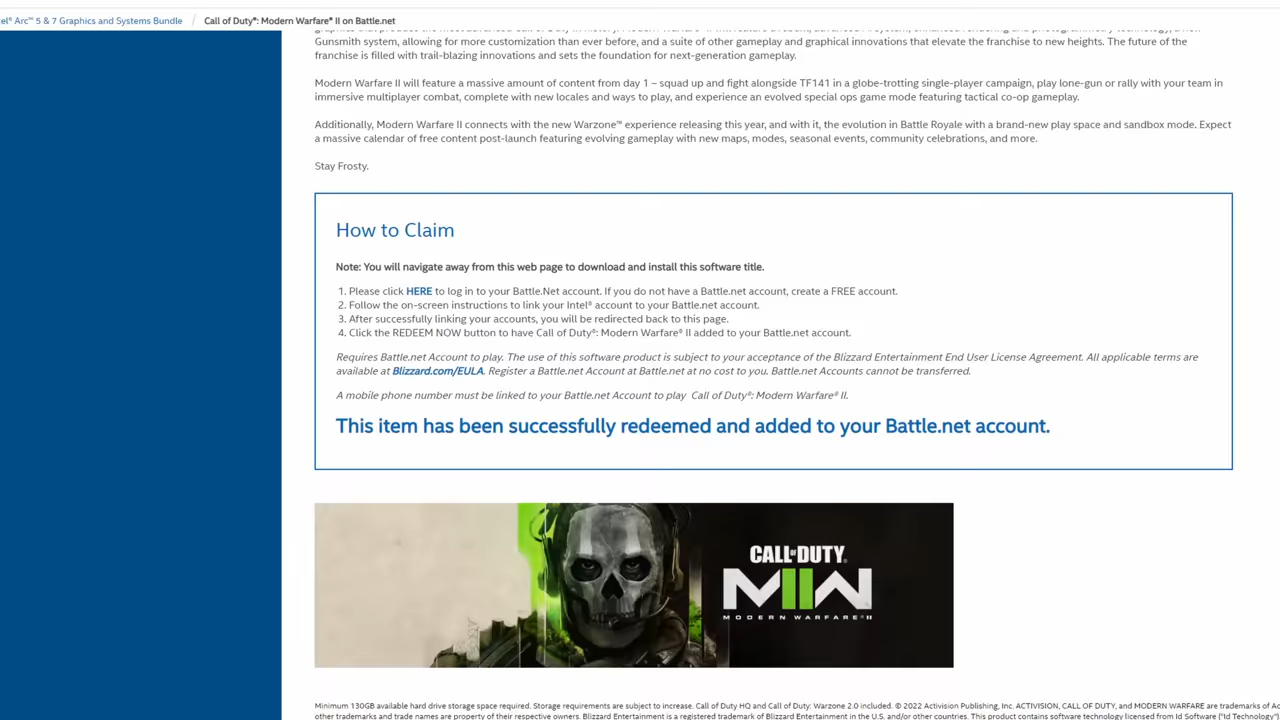 el® Arc™ 5 & 7 Graphics and Systems Bundle / Call of Duty®: Modern Warfare® II on Battle.net
Gunsmith system, allowing for more customization than ever before, and a suite of other gameplay and graphical innovations that elevate the franchise to new heights. The future of the
franchise is filled with trail-blazing innovations and sets the foundation for next-generation gameplay.
Modern Warfare II will feature a massive amount of content from day 1 – squad up and fight alongside TF141 in a globe-trotting single-player campaign, play lone-gun or rally with your team in
immersive multiplayer combat, complete with new locales and ways to play, and experience an evolved special ops game mode featuring tactical co-op gameplay.
Additionally, Modern Warfare II connects with the new Warzone™ experience releasing this year, and with it, the evolution in Battle Royale with a brand-new play space and sandbox mode. Expect
a massive calendar of free content post-launch featuring evolving gameplay with new maps, modes, seasonal events, community celebrations, and more.
Stay Frosty.
How to Claim
Note: You will navigate away from this web page to download and install this software title.
1. Please click HERE to log in to your Battle.Net account. If you do not have a Battle.net account, create a FREE account.
2. Follow the on-screen instructions to link your Intel® account to your Battle.net account.
3. After successfully linking your accounts, you will be redirected back to this page.
4. Click the REDEEM NOW button to have Call of Duty®: Modern Warfare® II added to your Battle.net account.
Requires Battle.net Account to play. The use of this software product is subject to your acceptance of the Blizzard Entertainment End User License Agreement. All applicable terms are
available at Blizzard.com/EULA. Register a Battle.net Account at Battle.net at no cost to you. Battle.net Accounts cannot be transferred.
A mobile phone number must be linked to your Battle.net Account to play Call of Duty®: Modern Warfare® II.
This item has been successfully redeemed and added to your Battle.net account.
CALL OF DUTY
MWII
MODERN WARFARE® II
Minimum 130GB available hard drive storage space required. Storage requirements are subject to increase. Call of Duty HQ and Call of Duty: Warzone 2.0 included. © 2022 Activision Publishing, Inc. ACTIVISION, CALL OF DUTY, and MODERN WARFARE are trademarks of Ac
other trademarks and trade names are property of their respective owners. Blizzard Entertainment is a registered trademark of Blizzard Entertainment in the U.S. and/or other countries. This product contains software technology licensed from Id Software ("Id Technology